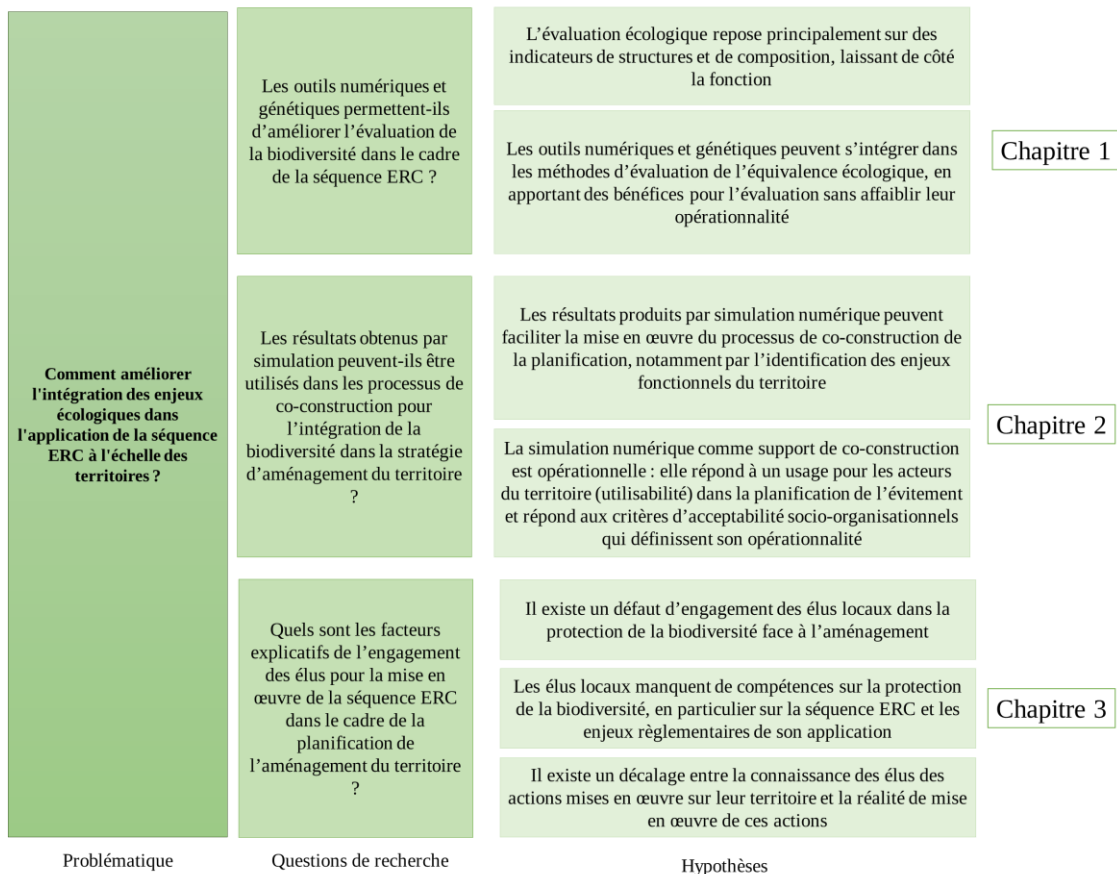 Comment améliorer
l'intégration des enjeux
écologiques dans
l'application de la séquence
ERC à l'échelle des
territoires ?
Les outils numériques et
génétiques permettent-ils
d’améliorer l’évaluation de
la biodiversité dans le cadre
de la séquence ERC ?
L’évaluation écologique repose principalement sur des
indicateurs de structures et de composition, laissant de côté
la fonction
Les outils numériques et génétiques peuvent s’intégrer dans
les méthodes d’évaluation de l’équivalence écologique, en
apportant des bénéfices pour l’évaluation sans affaiblir leur
opérationnalité
Chapitre 1
Les résultats obtenus par
simulation peuvent-ils être
utilisés dans les processus de
co-construction pour
l’intégration de la
biodiversité dans la stratégie
d’aménagement du territoire
?
Les résultats produits par simulation numérique peuvent
faciliter la mise en œuvre du processus de co-construction de
la planification, notamment par l’identification des enjeux
fonctionnels du territoire
La simulation numérique comme support de co-construction
est opérationnelle : elle répond à un usage pour les acteurs
du territoire (utilisabilité) dans la planification de l’évitement
et répond aux critères d’acceptabilité socio-organisationnels
qui définissent son opérationnalité
Chapitre 2
Quels sont les facteurs
explicatifs de l’engagement
des élus pour la mise en
œuvre de la séquence ERC
dans le cadre de la
planification de
l’aménagement du territoire
?
Il existe un défaut d’engagement des élus locaux dans la
protection de la biodiversité face à l’aménagement
Les élus locaux manquent de compétences sur la protection
de la biodiversité, en particulier sur la séquence ERC et les
enjeux règlementaires de son application
Il existe un décalage entre la connaissance des élus des
actions mises en œuvre sur leur territoire et la réalité de mise
en œuvre de ces actions
Chapitre 3
Problématique
Questions de recherche
Hypothèses